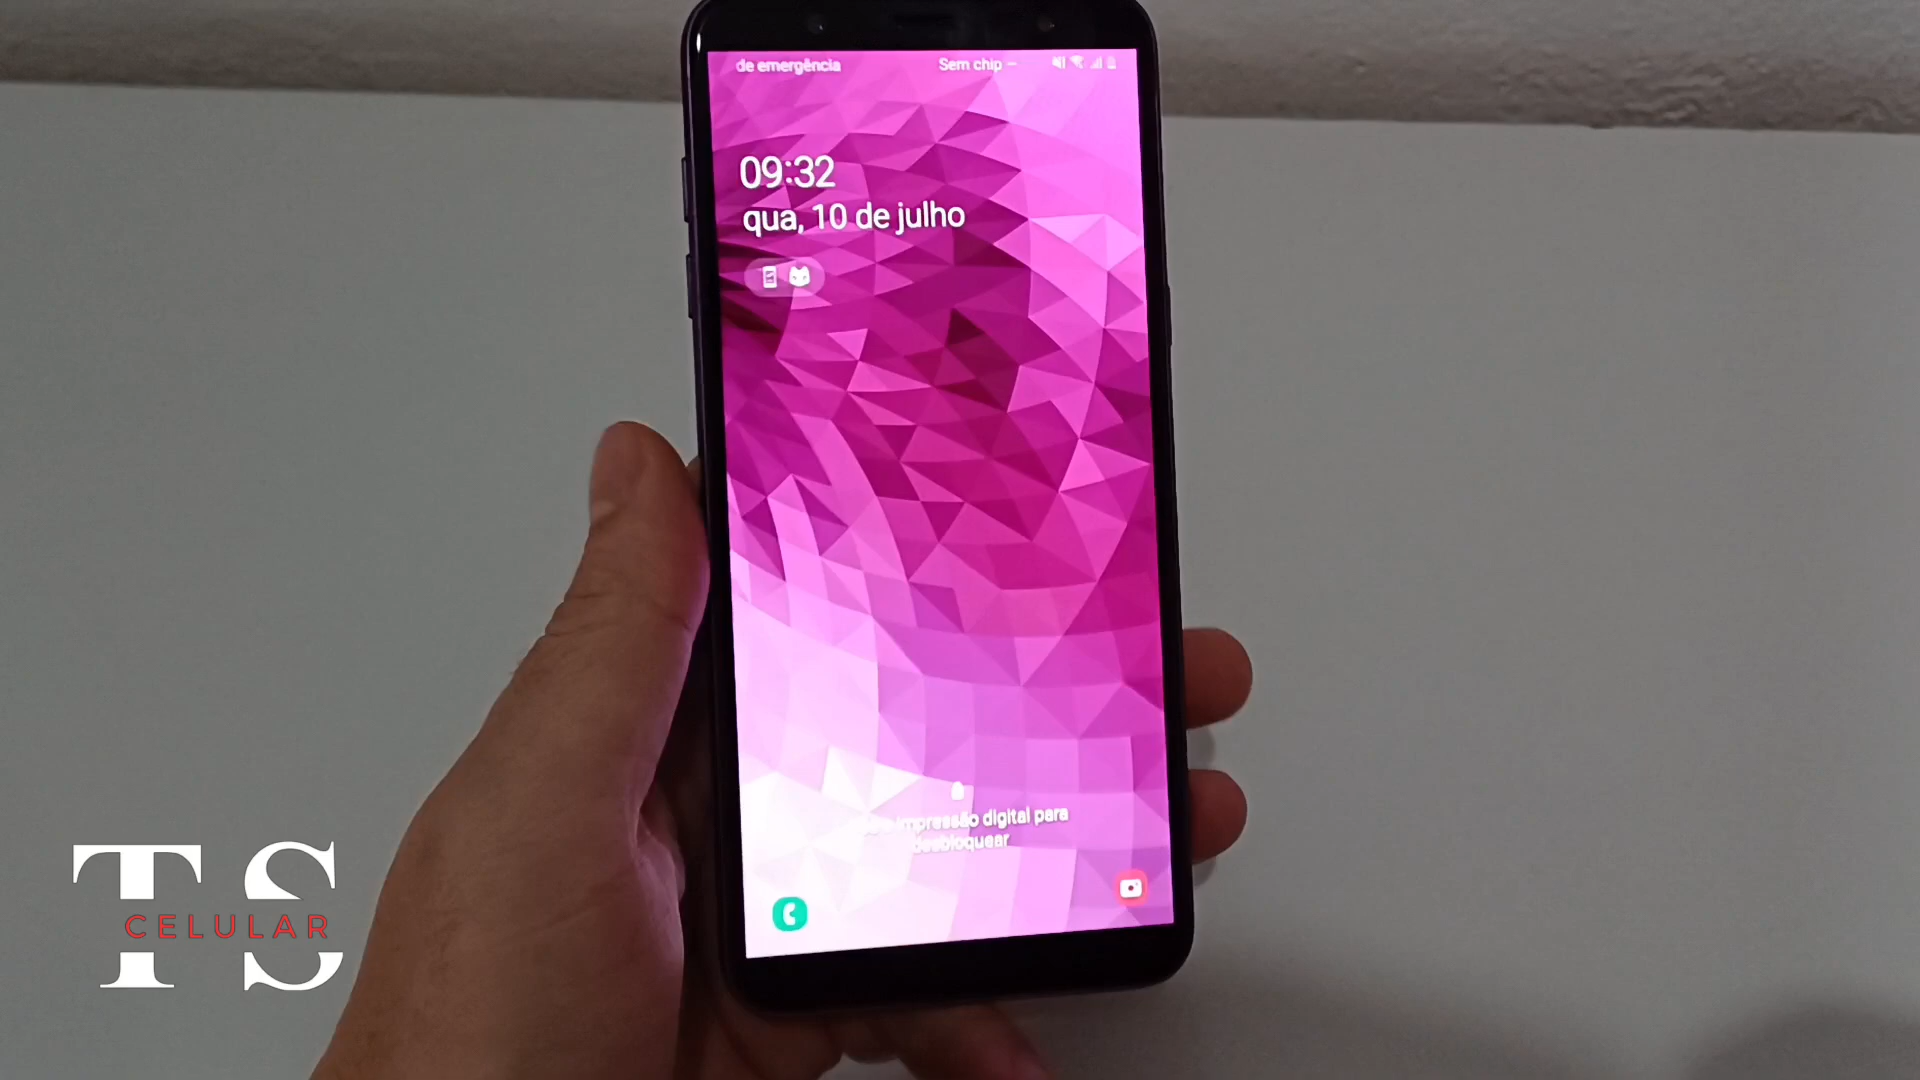 de emergência
Sem chip –
09:32
qua, 10 de julho
impressão digital para
desbloquear
TS
CELULAR